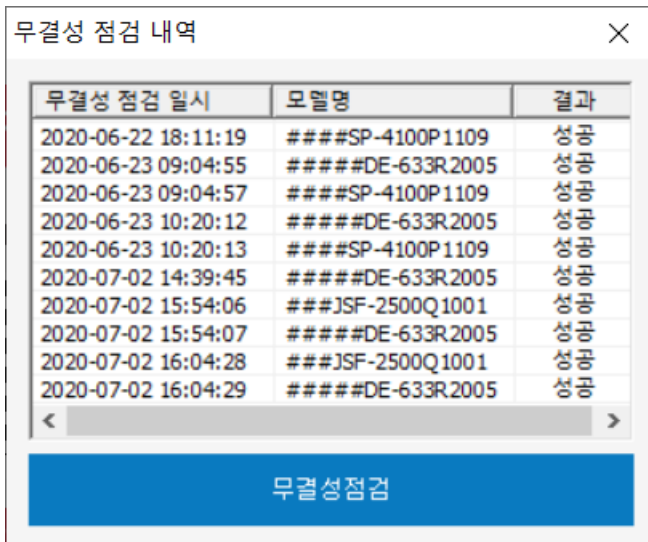 무결성 점검 내역
무결성 점검 일시 모델명 결과
2020-06-22 18:11:19 ####SP-4100P1109 성공
2020-06-23 09:04:55 #####DE-633R2005 성공
2020-06-23 09:04:57 ####SP-4100P1109 성공
2020-06-23 10:20:12 #####DE-633R2005 성공
2020-06-23 10:20:13 ####SP-4100P1109 성공
2020-07-02 14:39:45 #####DE-633R2005 성공
2020-07-02 15:54:06 ###JSF-2500Q1001 성공
2020-07-02 15:54:07 #####DE-633R2005 성공
2020-07-02 16:04:28 ###JSF-2500Q1001 성공
2020-07-02 16:04:29 #####DE-633R2005 성공
무결성점검